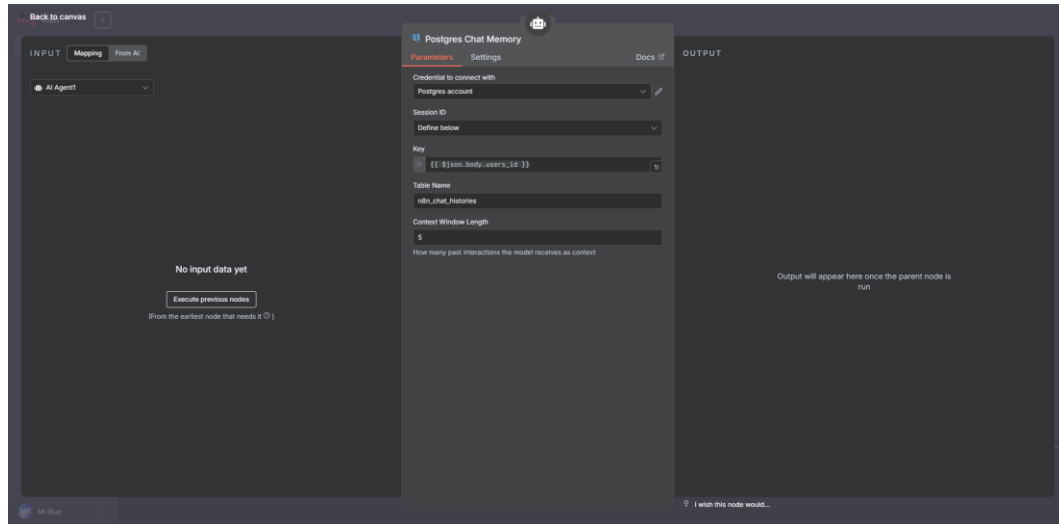 Back to canvas
INPUT
Mapping
From AI
AI Agent1
No input data yet
Execute previous nodes
(From the earliest node that needs it ? )
Postgres Chat Memory
Parameters
Settings
Docs
Credential to connect with
Postgres account
Session ID
Define below
Key
fx {{ $json.body.users_id }}
Table Name
n8n_chat_histories
Context Window Length
5
How many past interactions the model receives as context
OUTPUT
Output will appear here once the parent node is
run
I wish this node would...